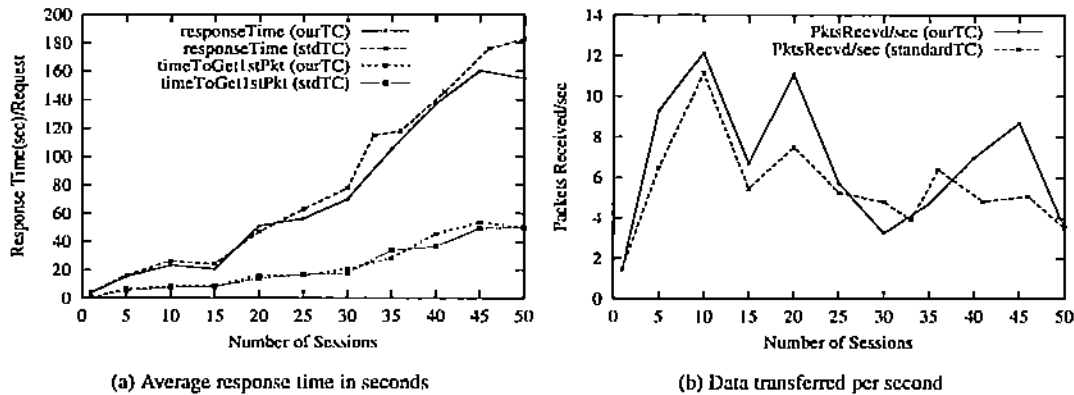 200
180
160
140
120
100
80
60
40
20
0
Response Time(sec)/Request
responseTime (ourTC)
responseTime (stdTC)
timeToGet1stPkt (ourTC)
timeToGet1stPkt (stdTC)
0 5 10 15 20 25 30 35 40 45 50
Number of Sessions
(a) Average response time in seconds
14
12
10
8
6
4
2
0
Packets Received/sec
PktsRecvd/sec (ourTC)
PktsRecvd/sec (standardTC)
0 5 10 15 20 25 30 35 40 45 50
Number of Sessions
(b) Data transferred per second